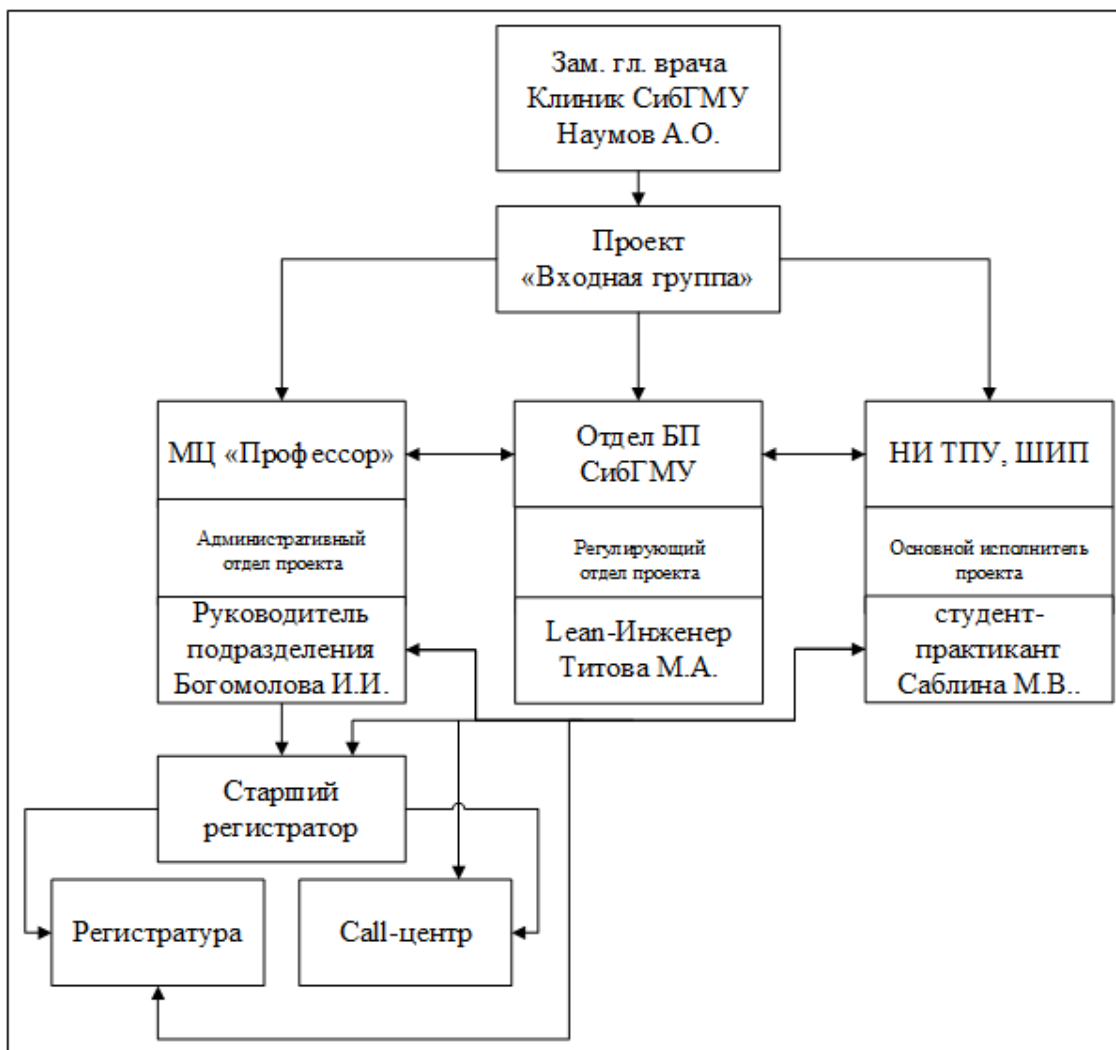 Зам. гл. врача
Клиник СибГМУ
Наумов А.О.
Проект
«Входная группа»
МЦ «Профессор»
Административный
отдел проекта
Руководитель
подразделения
Богомолова И.И.
Отдел БП
СибГМУ
Регулирующий
отдел проекта
Lean-Инженер
Титова М.А.
НИ ТПУ, ШИП
Основной исполнитель
проекта
студент-
практикант
Саблина М.В..
Старший
регистратор
Регистратура
Call-центр